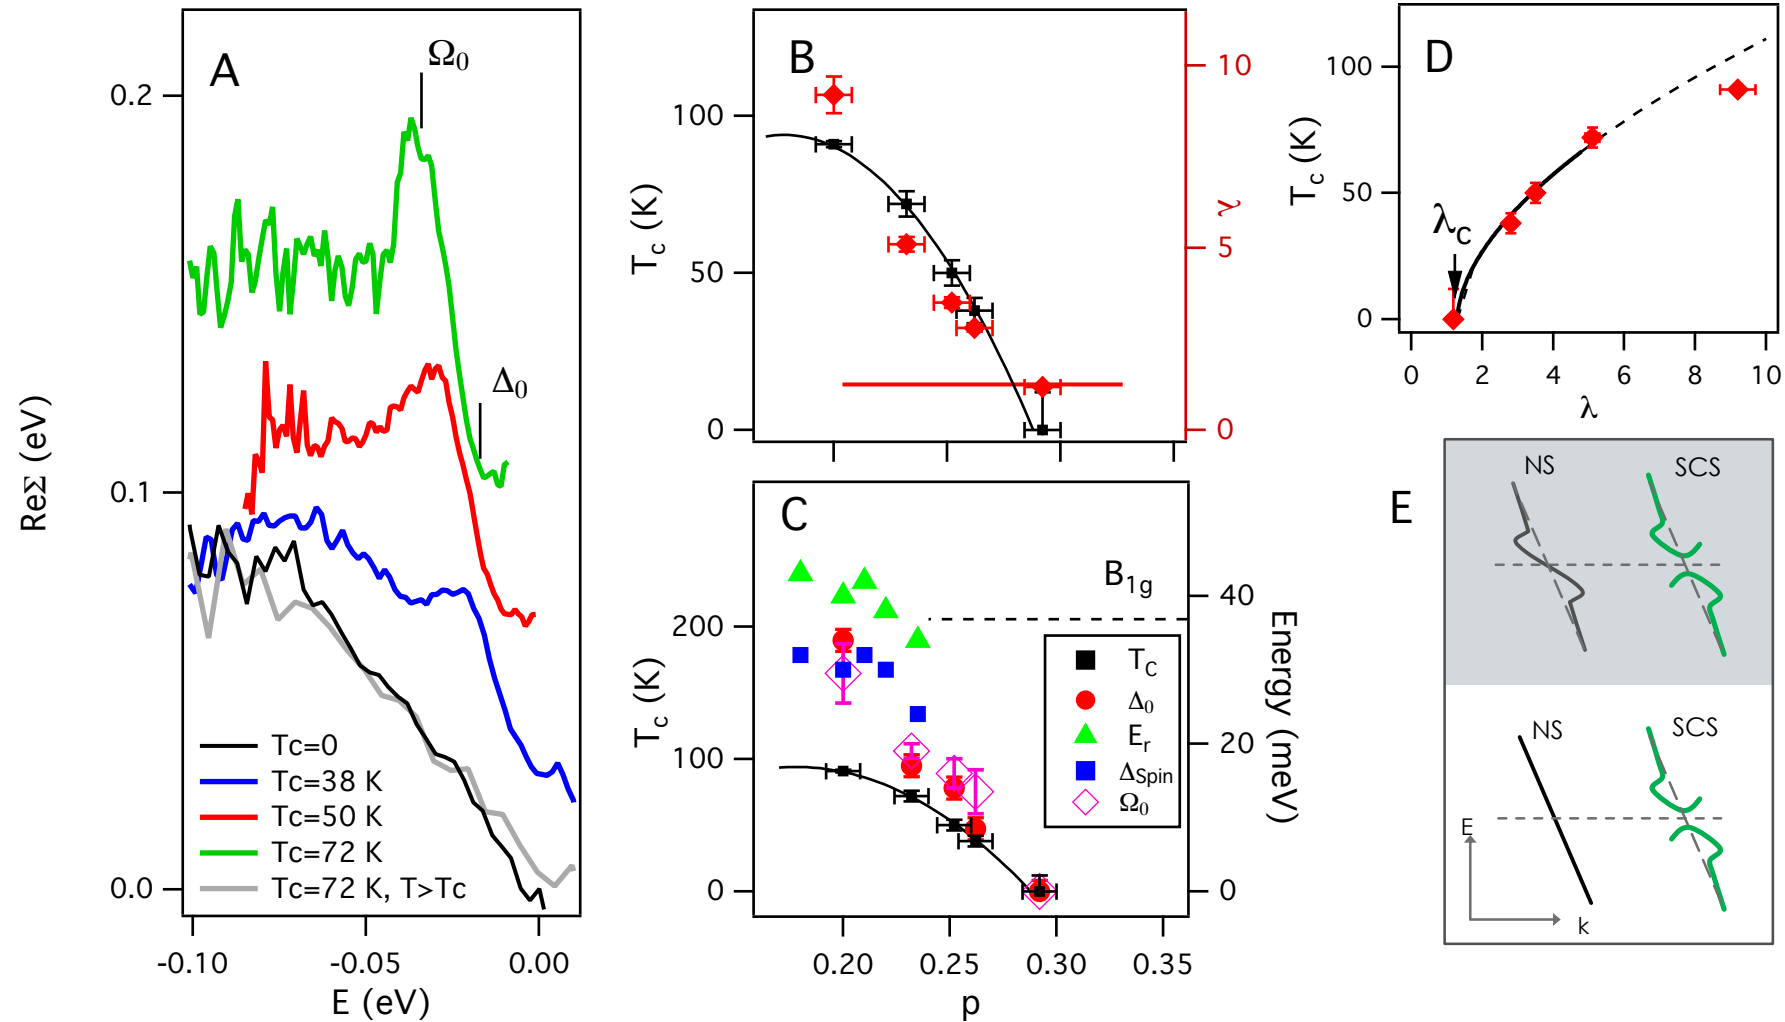 A
Ω0
Δ0
0.2
0.1
0.0
ReΣ (eV)
Tc=0
Tc=38 K
Tc=50 K
Tc=72 K
Tc=72 K, T>Tc
-0.10
-0.05
0.00
E (eV)
B
100
50
0
Tc (K)
10
5
0
λ
C
B1g
200
100
0
Tc (K)
40
20
0
Energy (meV)
TC
Δ0
Er
ΔSpin
Ω0
0.20
0.25
0.30
0.35
p
D
100
50
0
Tc (K)
λC
0
2
4
6
8
10
λ
E
NS
SCS
NS
SCS
E
k